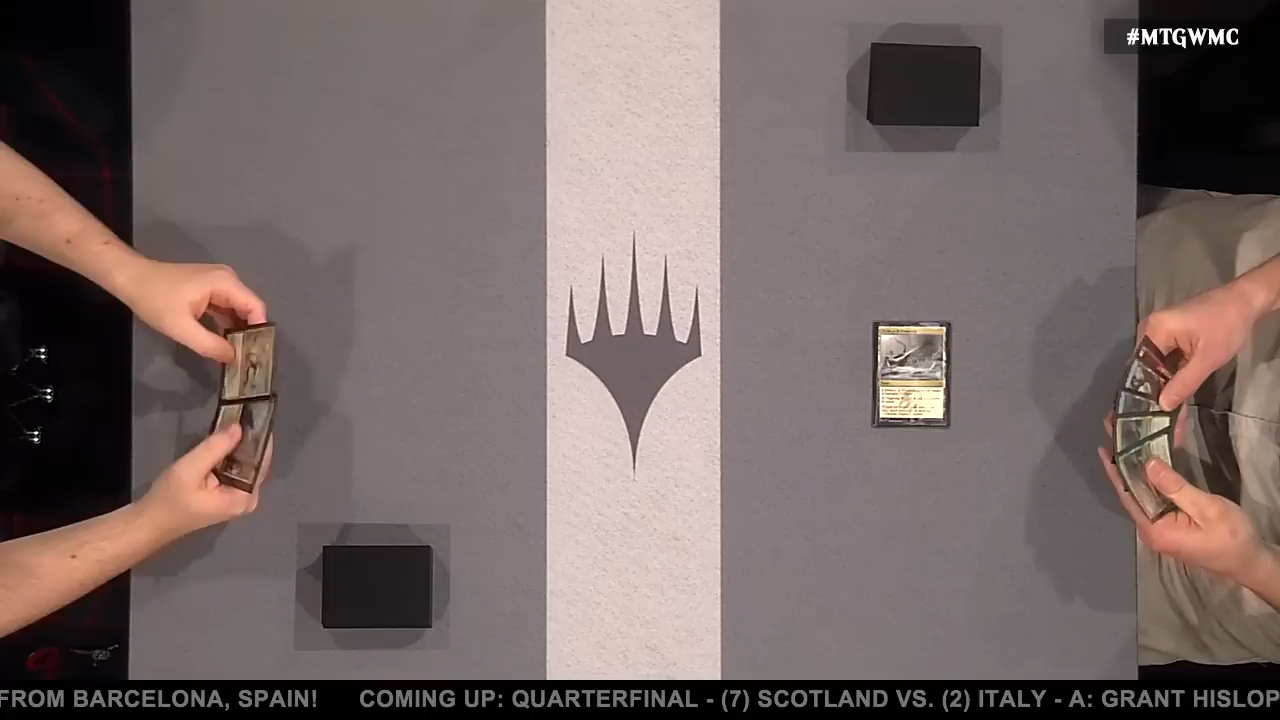 #MTGWMC
FROM BARCELONA, SPAIN! COMING UP: QUARTERFINAL - (7) SCOTLAND VS. (2) ITALY - A: GRANT HISLOP